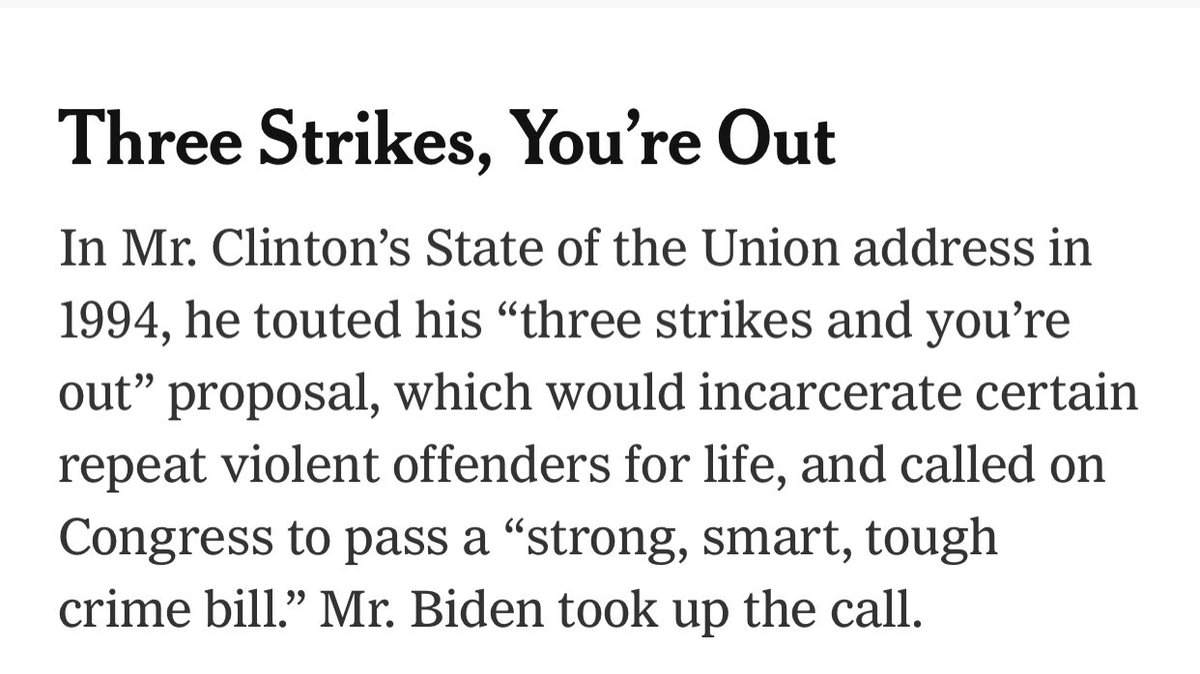 Three Strikes, You’re Out
In Mr. Clinton’s State of the Union address in
1994, he touted his “three strikes and you’re
out” proposal, which would incarcerate certain
repeat violent offenders for life, and called on
Congress to pass a “strong, smart, tough
crime bill.” Mr. Biden took up the call.